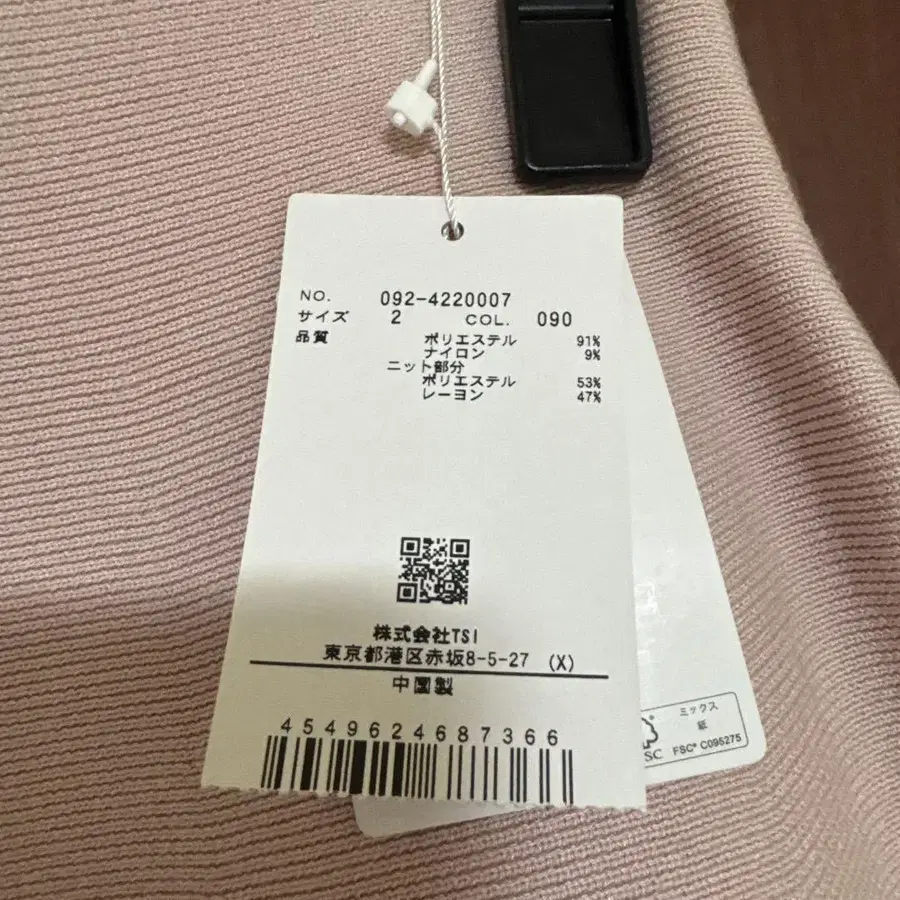 NO. 092-4220007
サイズ 2 COL. 090
品質 ポリエステル 91%
ナイロン 9%
ニット部分
ポリエステル 53%
レーヨン 47%
株式会社TSI
東京都港区赤坂8-5-27 (X)
中国製
4549624687366
ミックス
紙
FSC® C095275